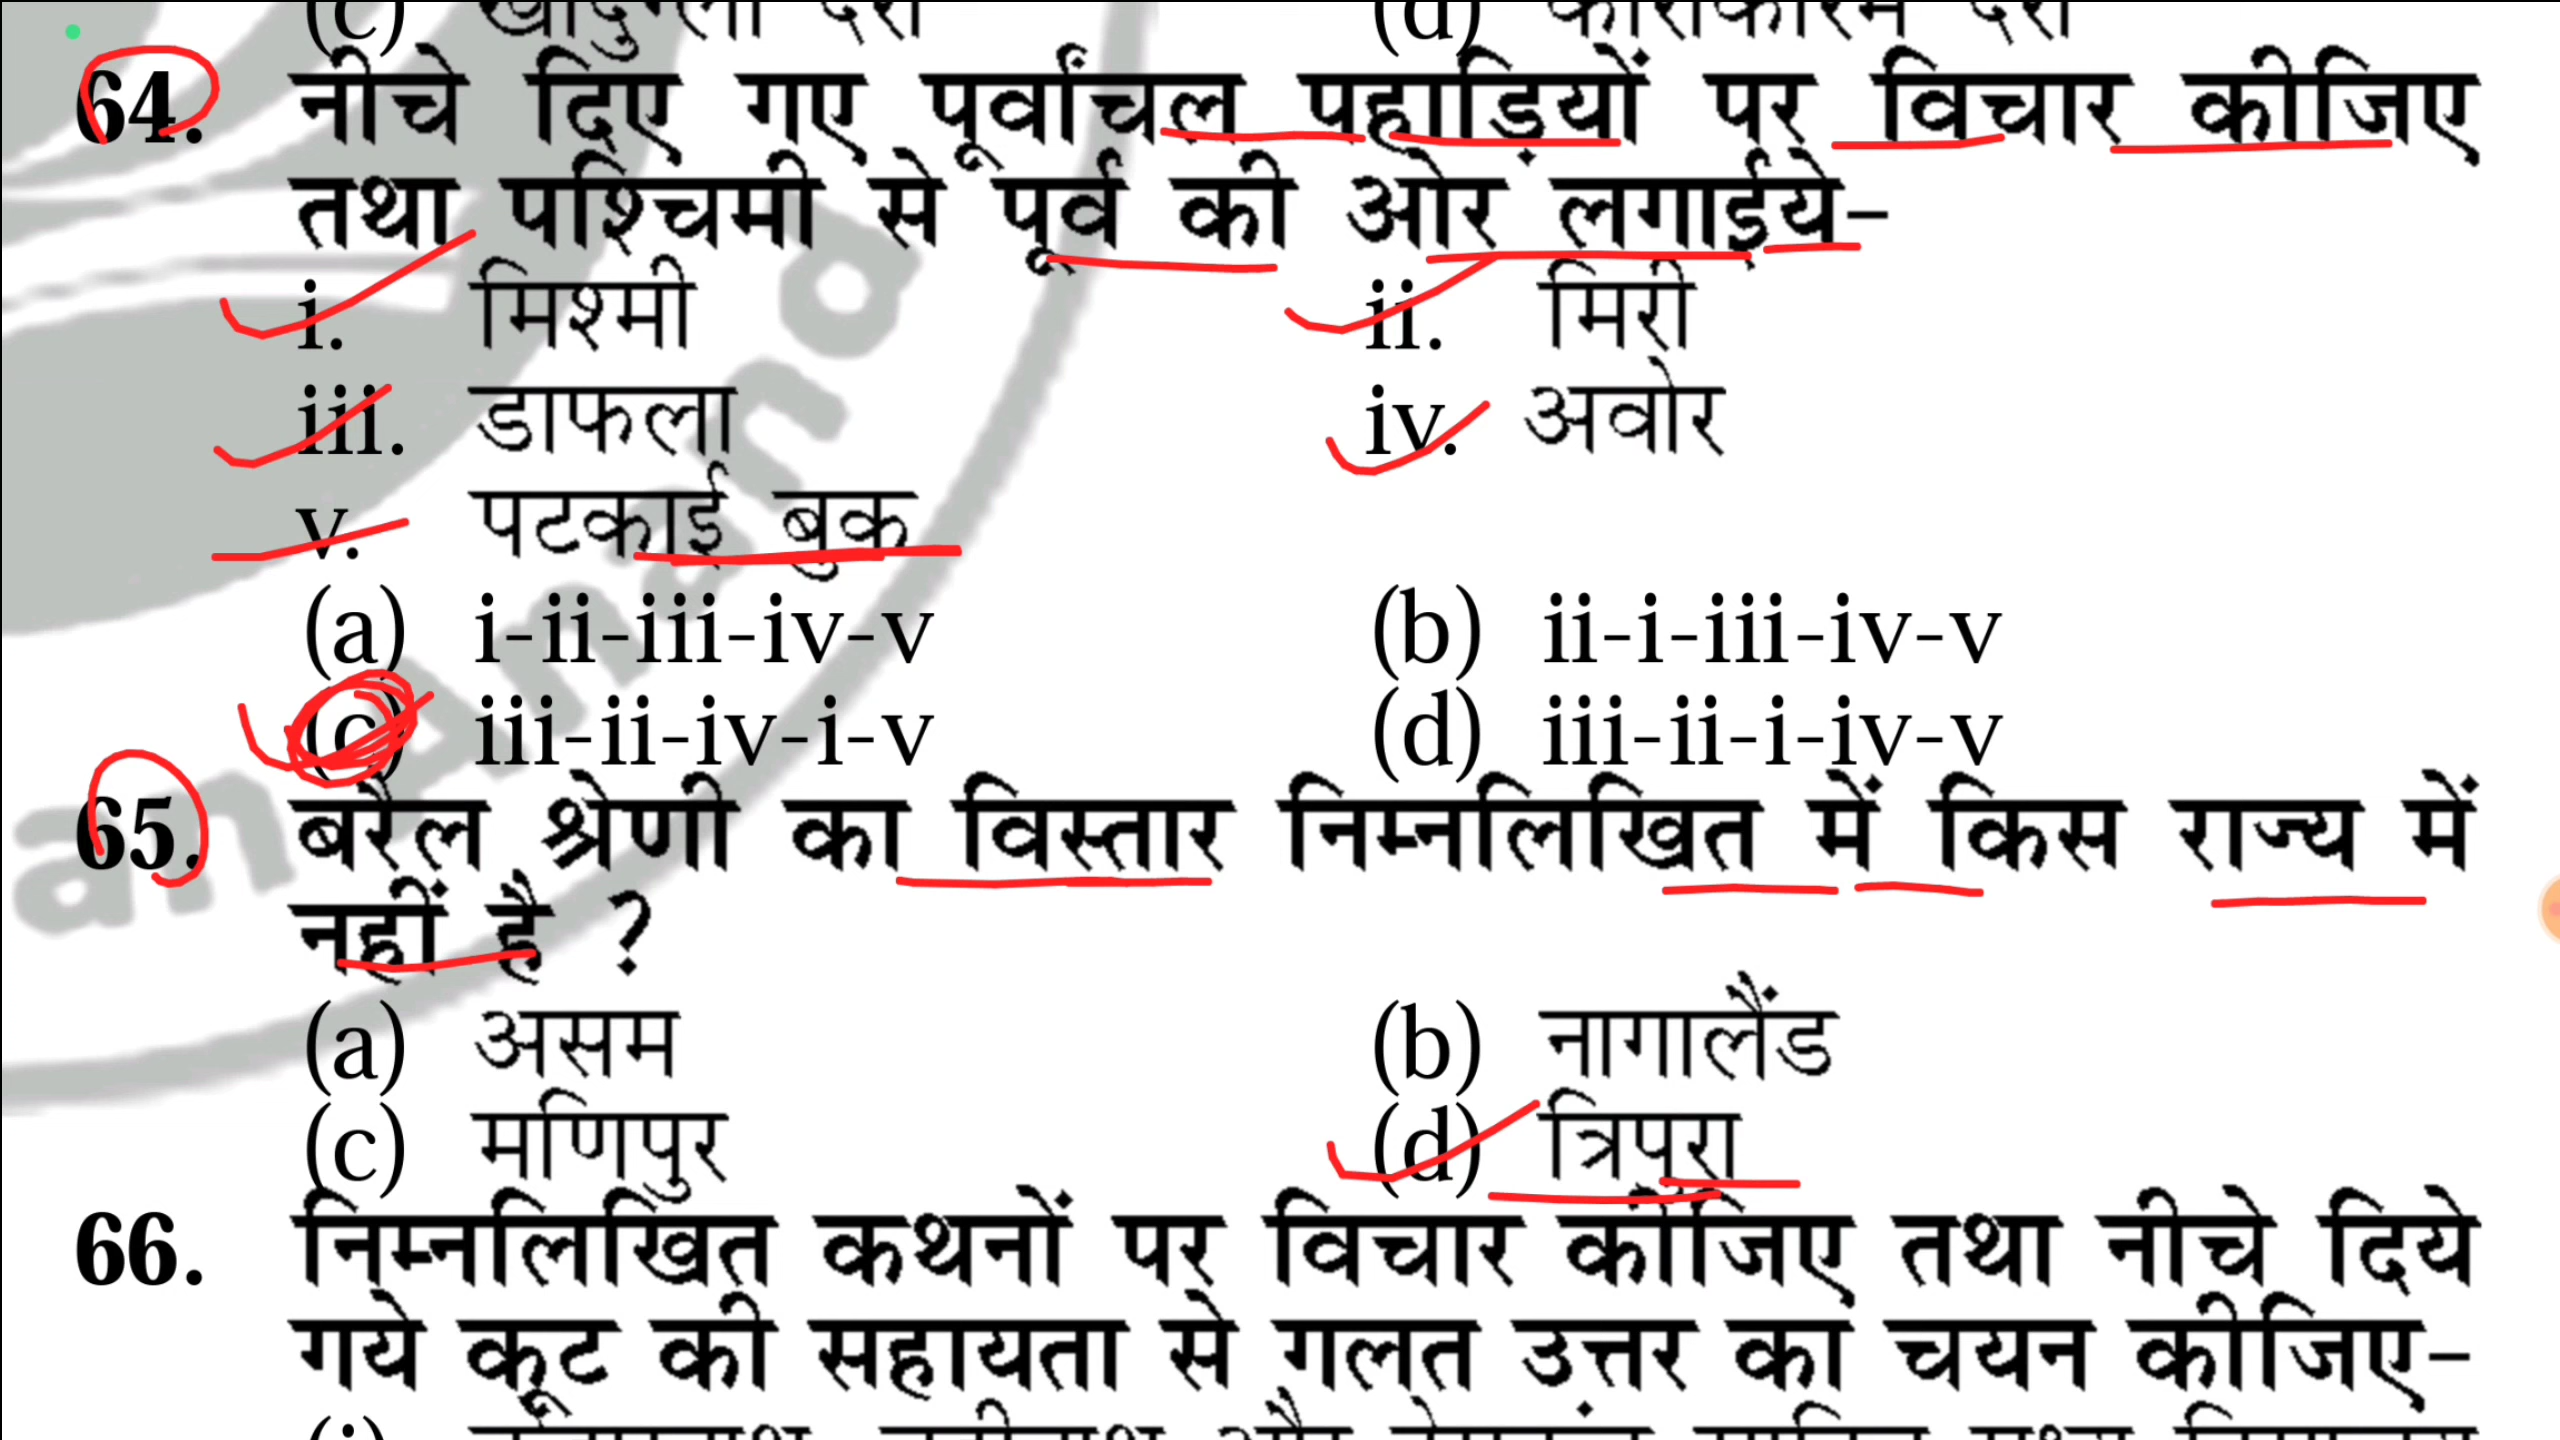 64. नीचे दिए गए पूर्वांचल पहाडियों पर विचार कीजिए
तथा पश्चिमी से पूर्व की ओर लगाईये–
i. मिश्मी ii. मिरी
iii. डाफला iv. अवोर
v. पटकाई बुक
(a) i-ii-iii-iv-v (b) ii-i-iii-iv-v
(c) iii-ii-iv-i-v (d) iii-ii-i-iv-v
65. बरैल श्रेणी का विस्तार निम्नलिखित में किस राज्य में
नहीं है ?
(a) असम (b) नागालैंड
(c) मणिपुर (d) त्रिपुरा
66. निम्नलिखित कथनों पर विचार कीजिए तथा नीचे दिये
गये कूट की सहायता से गलत उत्तर का चयन कीजिए–